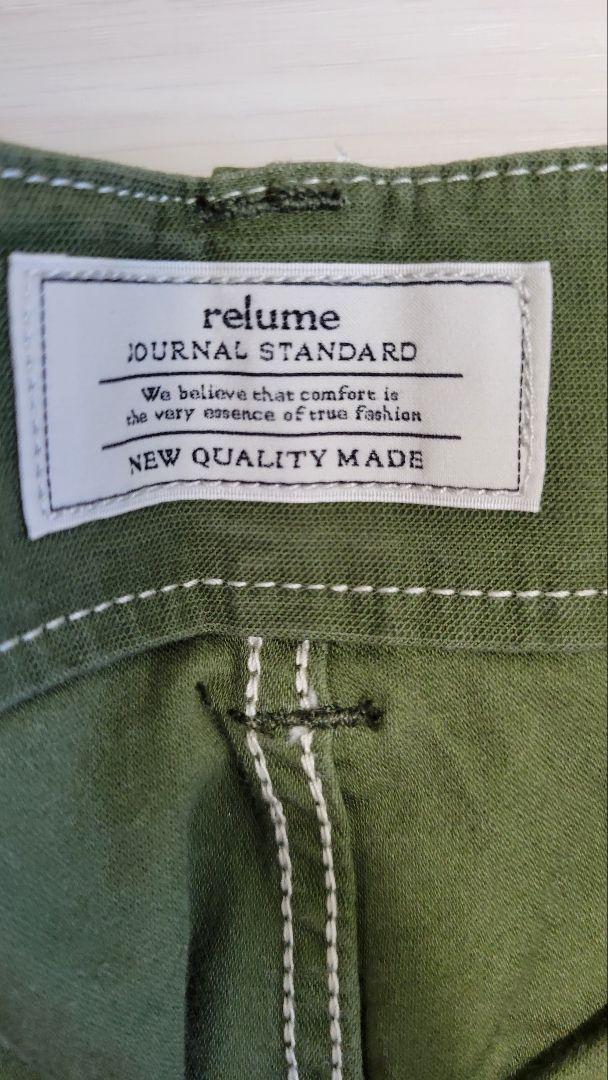 relume
JOURNAL STANDARD
We believe that comfort is
the very essence of true fashion
NEW QUALITY MADE